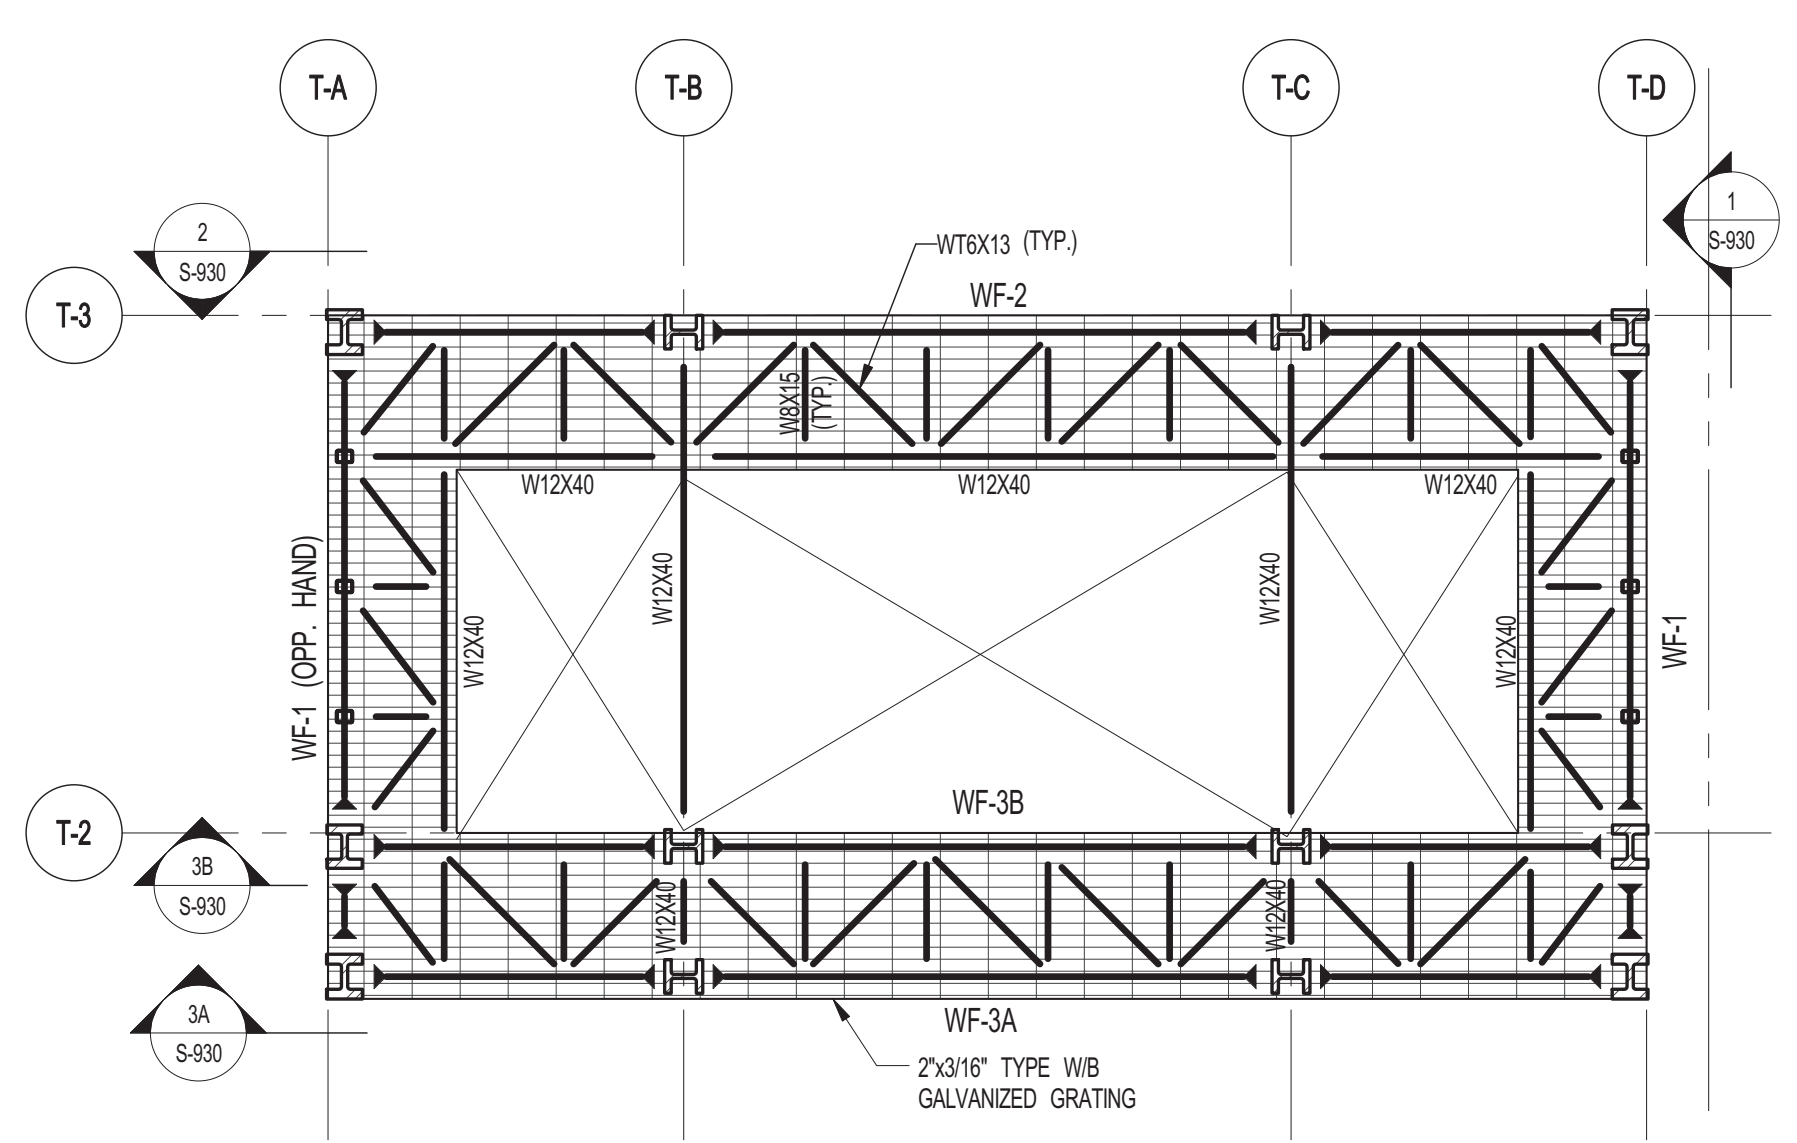 T-A
T-B
T-C
T-D
1
S-930
2
S-930
WT6X13 (TYP.)
WF-2
T-3
W8X15
(TYP.)
W12X40
W12X40
W12X40
WF-1 (OPP. HAND)
W12X40
W12X40
W12X40
W12X40
WF-1
WF-3B
T-2
3B
S-930
W12X40
W12X40
3A
S-930
WF-3A
2"x3/16" TYPE W/B
GALVANIZED GRATING